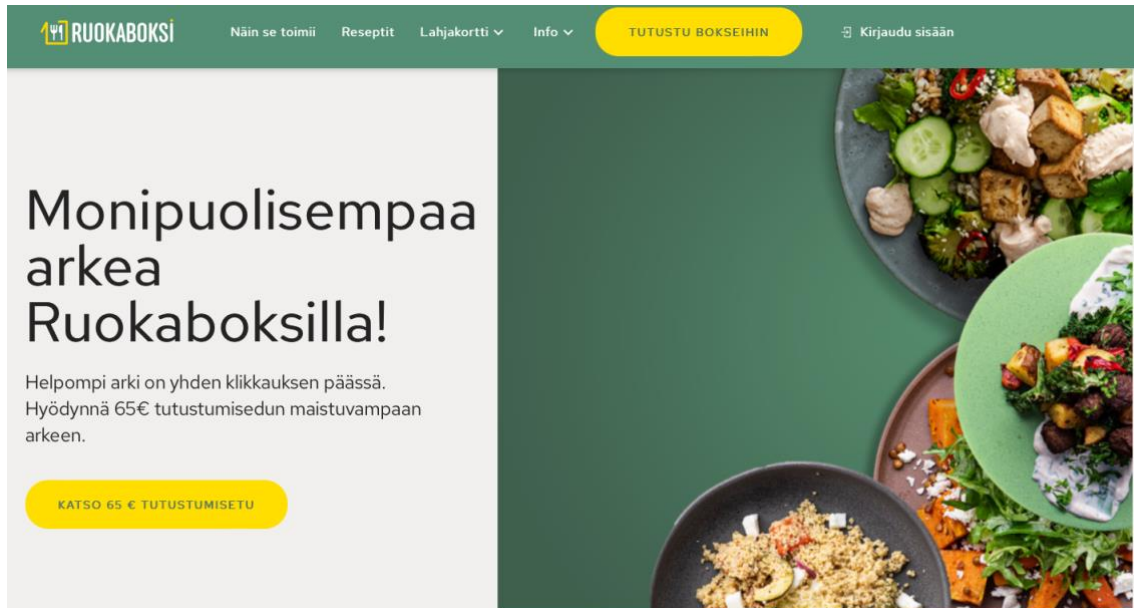 RUOKABOKSI
Näin se toimii
Reseptit
Lahjakortti
Info
TUTUSTU BOKSEIHIN
Kirjaudu sisään
Monipuolisempaa
arkea
Ruokaboksilla!
Helpompi arki on yhden klikkauksen päässä.
Hyödynnä 65€ tutustumisedun maistuvampaan
arkeen.
KATSO 65 € TUTUSTUMISETU